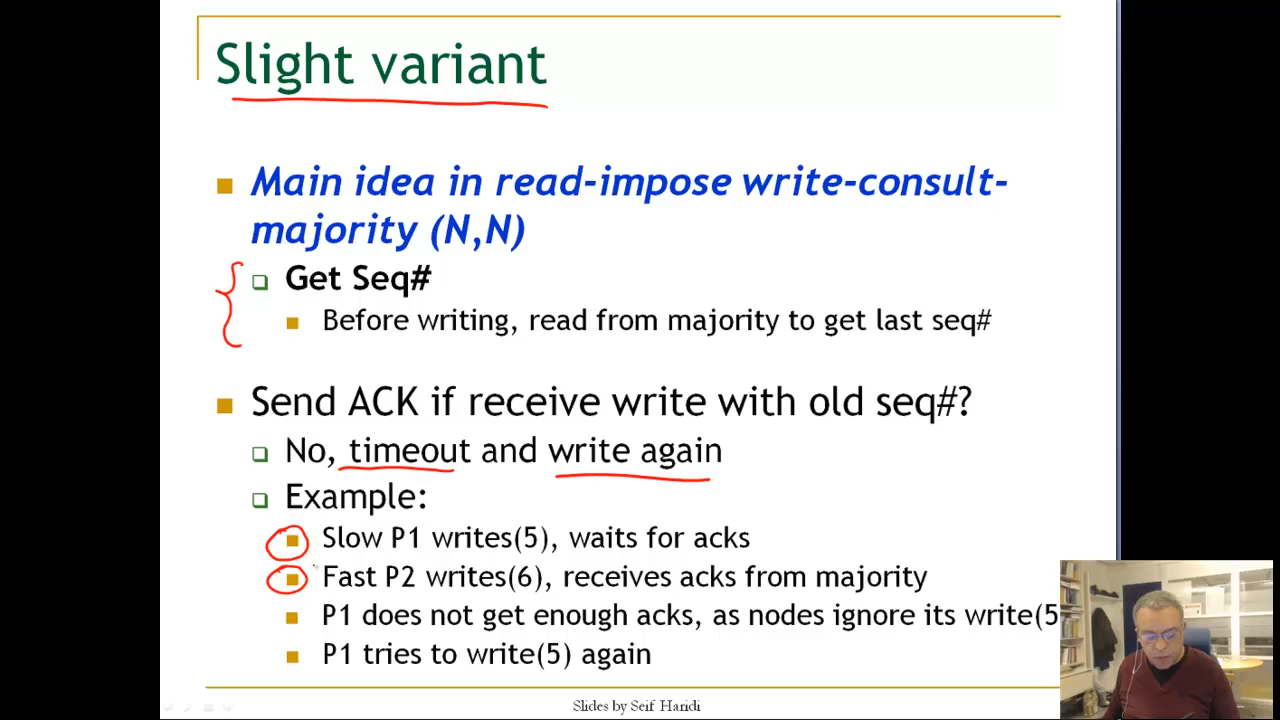 Slight variant
Main idea in read-impose write-consult-
majority (N,N)
Get Seq#
Before writing, read from majority to get last seq#
Send ACK if receive write with old seq#?
No, timeout and write again
Example:
Slow P1 writes(5), waits for acks
Fast P2 writes(6), receives acks from majority
P1 does not get enough acks, as nodes ignore its write(5
P1 tries to write(5) again
Slides by Seif Haridi